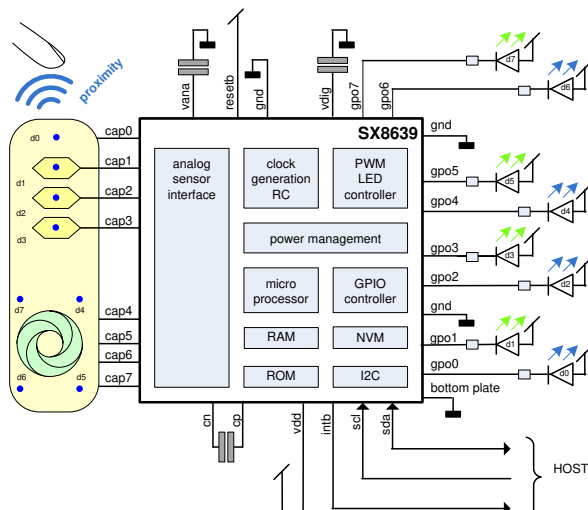 proximity
vana
resetb
gnd
vdig
gpo7
gpo6
d7
d6
SX8639
gnd
d0
cap0
cap1
d1
cap2
d2
cap3
d3
analog
sensor
interface
clock
generation
RC
PWM
LED
controller
power management
micro
processor
GPIO
controller
RAM
NVM
ROM
I2C
gpo5
d5
gpo4
d4
gpo3
d3
gpo2
d2
gnd
gpo1
d1
gpo0
d0
bottom plate
d7
d4
cap4
cap5
cap6
d6
d5
cap7
cn
cp
vdd
intb
scl
sda
HOST